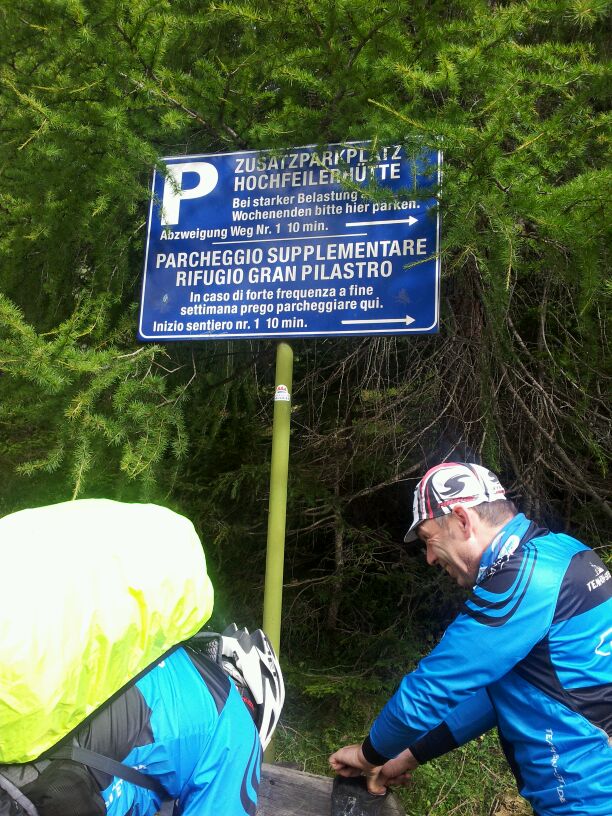 P
ZUSATZPARKPLATZ
HOCHFEILERHÜTTE
Bei starker Belastung
Wochenenden bitte hier parken.
Abzweigung Weg Nr. 1 10 min.
PARCHEGGIO SUPPLEMENTARE
RIFUGIO GRAN PILASTRO
In caso di forte frequenza a fine
settimana prego parcheggiare qui.
Inizio sentiero nr. 1 10 min.
S